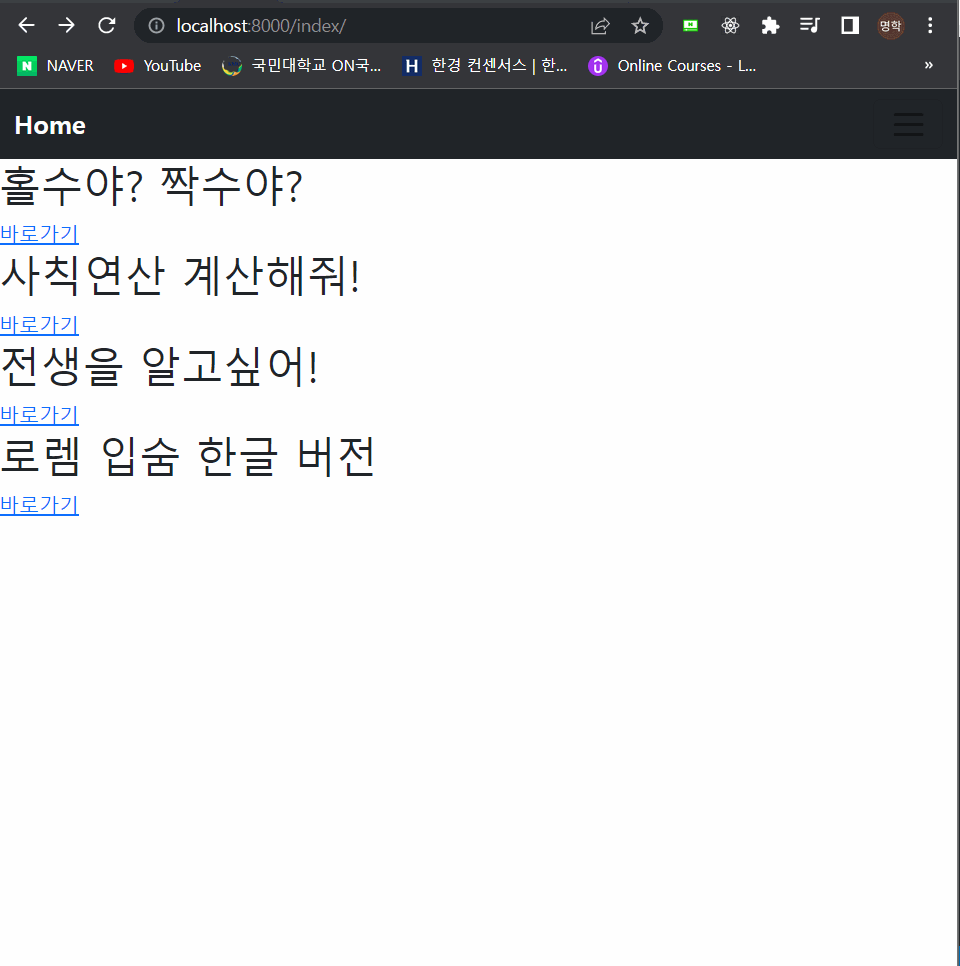 localhost:8000/index/
명학
NAVER YouTube 국민대학교 ON국... 한경 컨센서스 | 한... Online Courses - L... »
Home
홀수야? 짝수야?
바로가기
사칙연산 계산해줘!
바로가기
전생을 알고싶어!
바로가기
로렘 입숨 한글 버전
바로가기